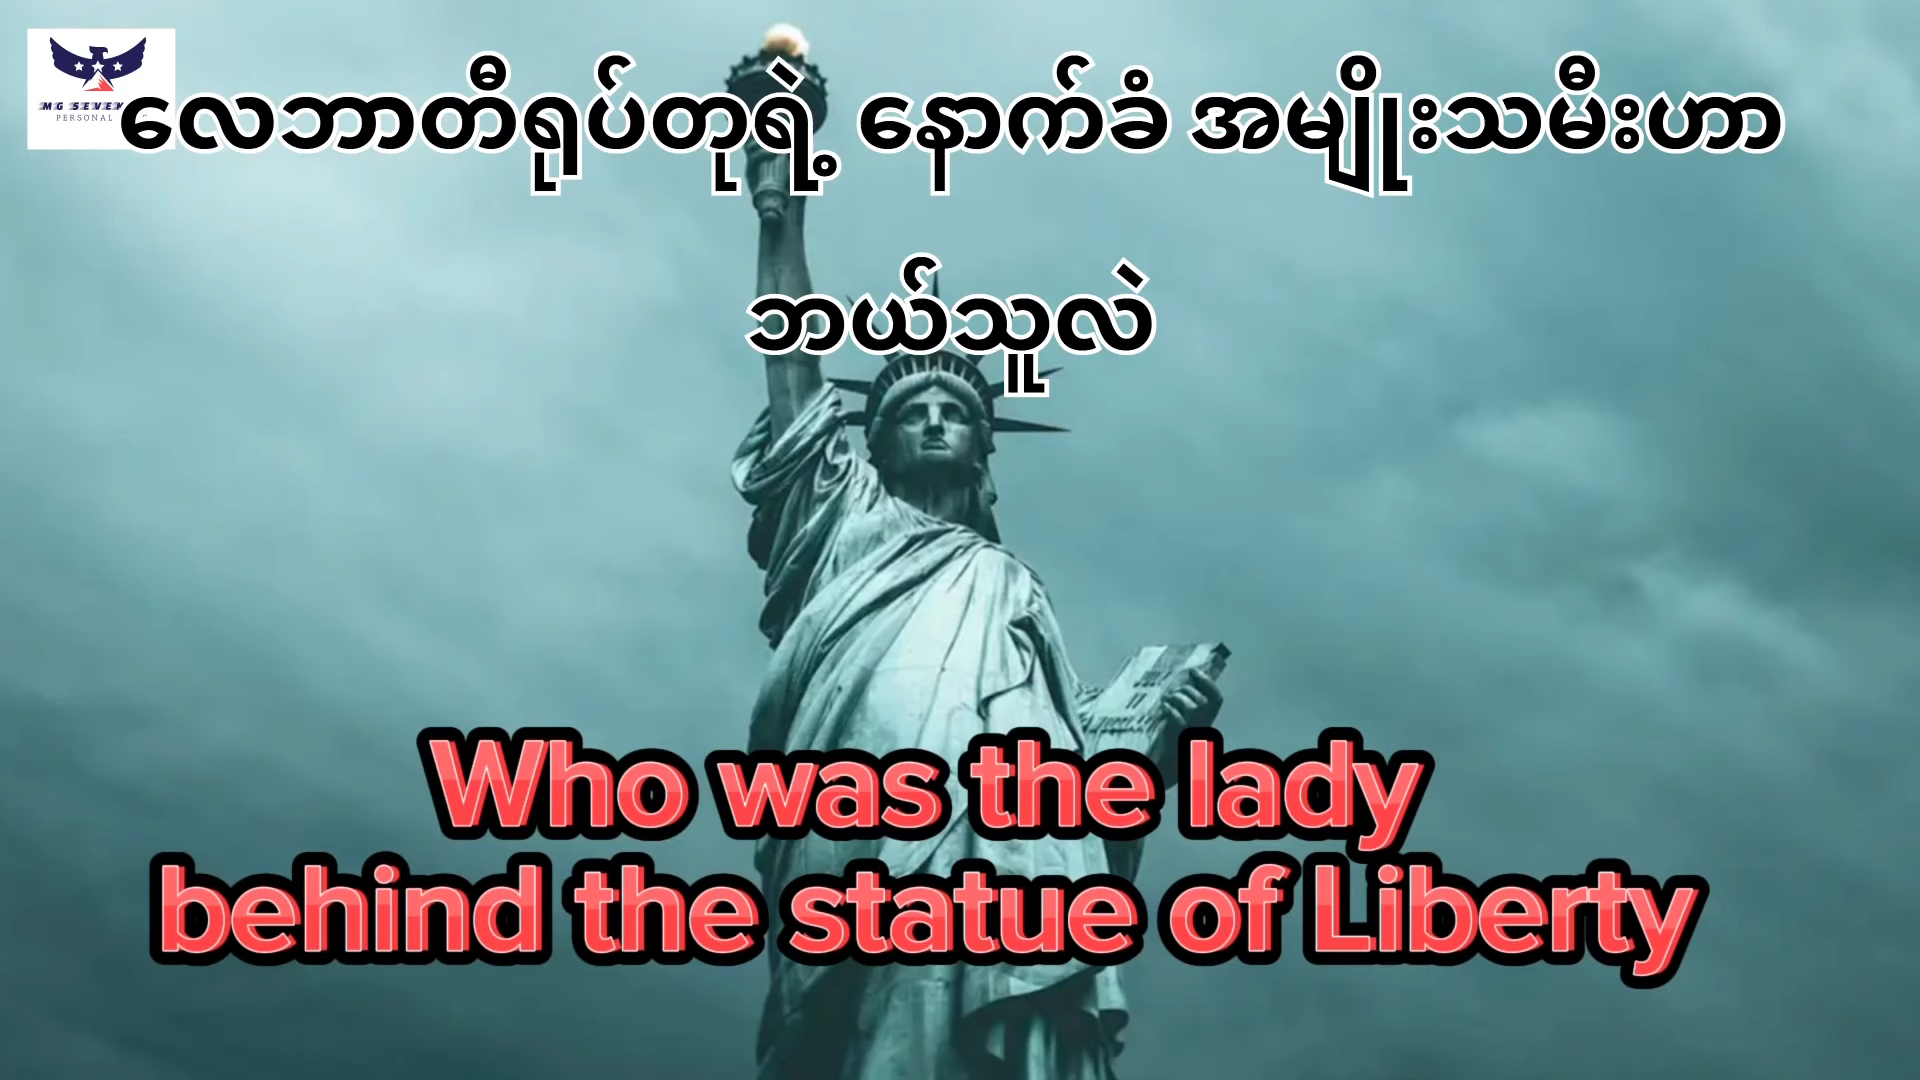 MG SEVEN
PERSONAL
လေဘာတီရုပ်တုရဲ့ နောက်ခံ အမျိုးသမီးဟာ
ဘယ်သူလဲ
Who was the lady
behind the statue of Liberty